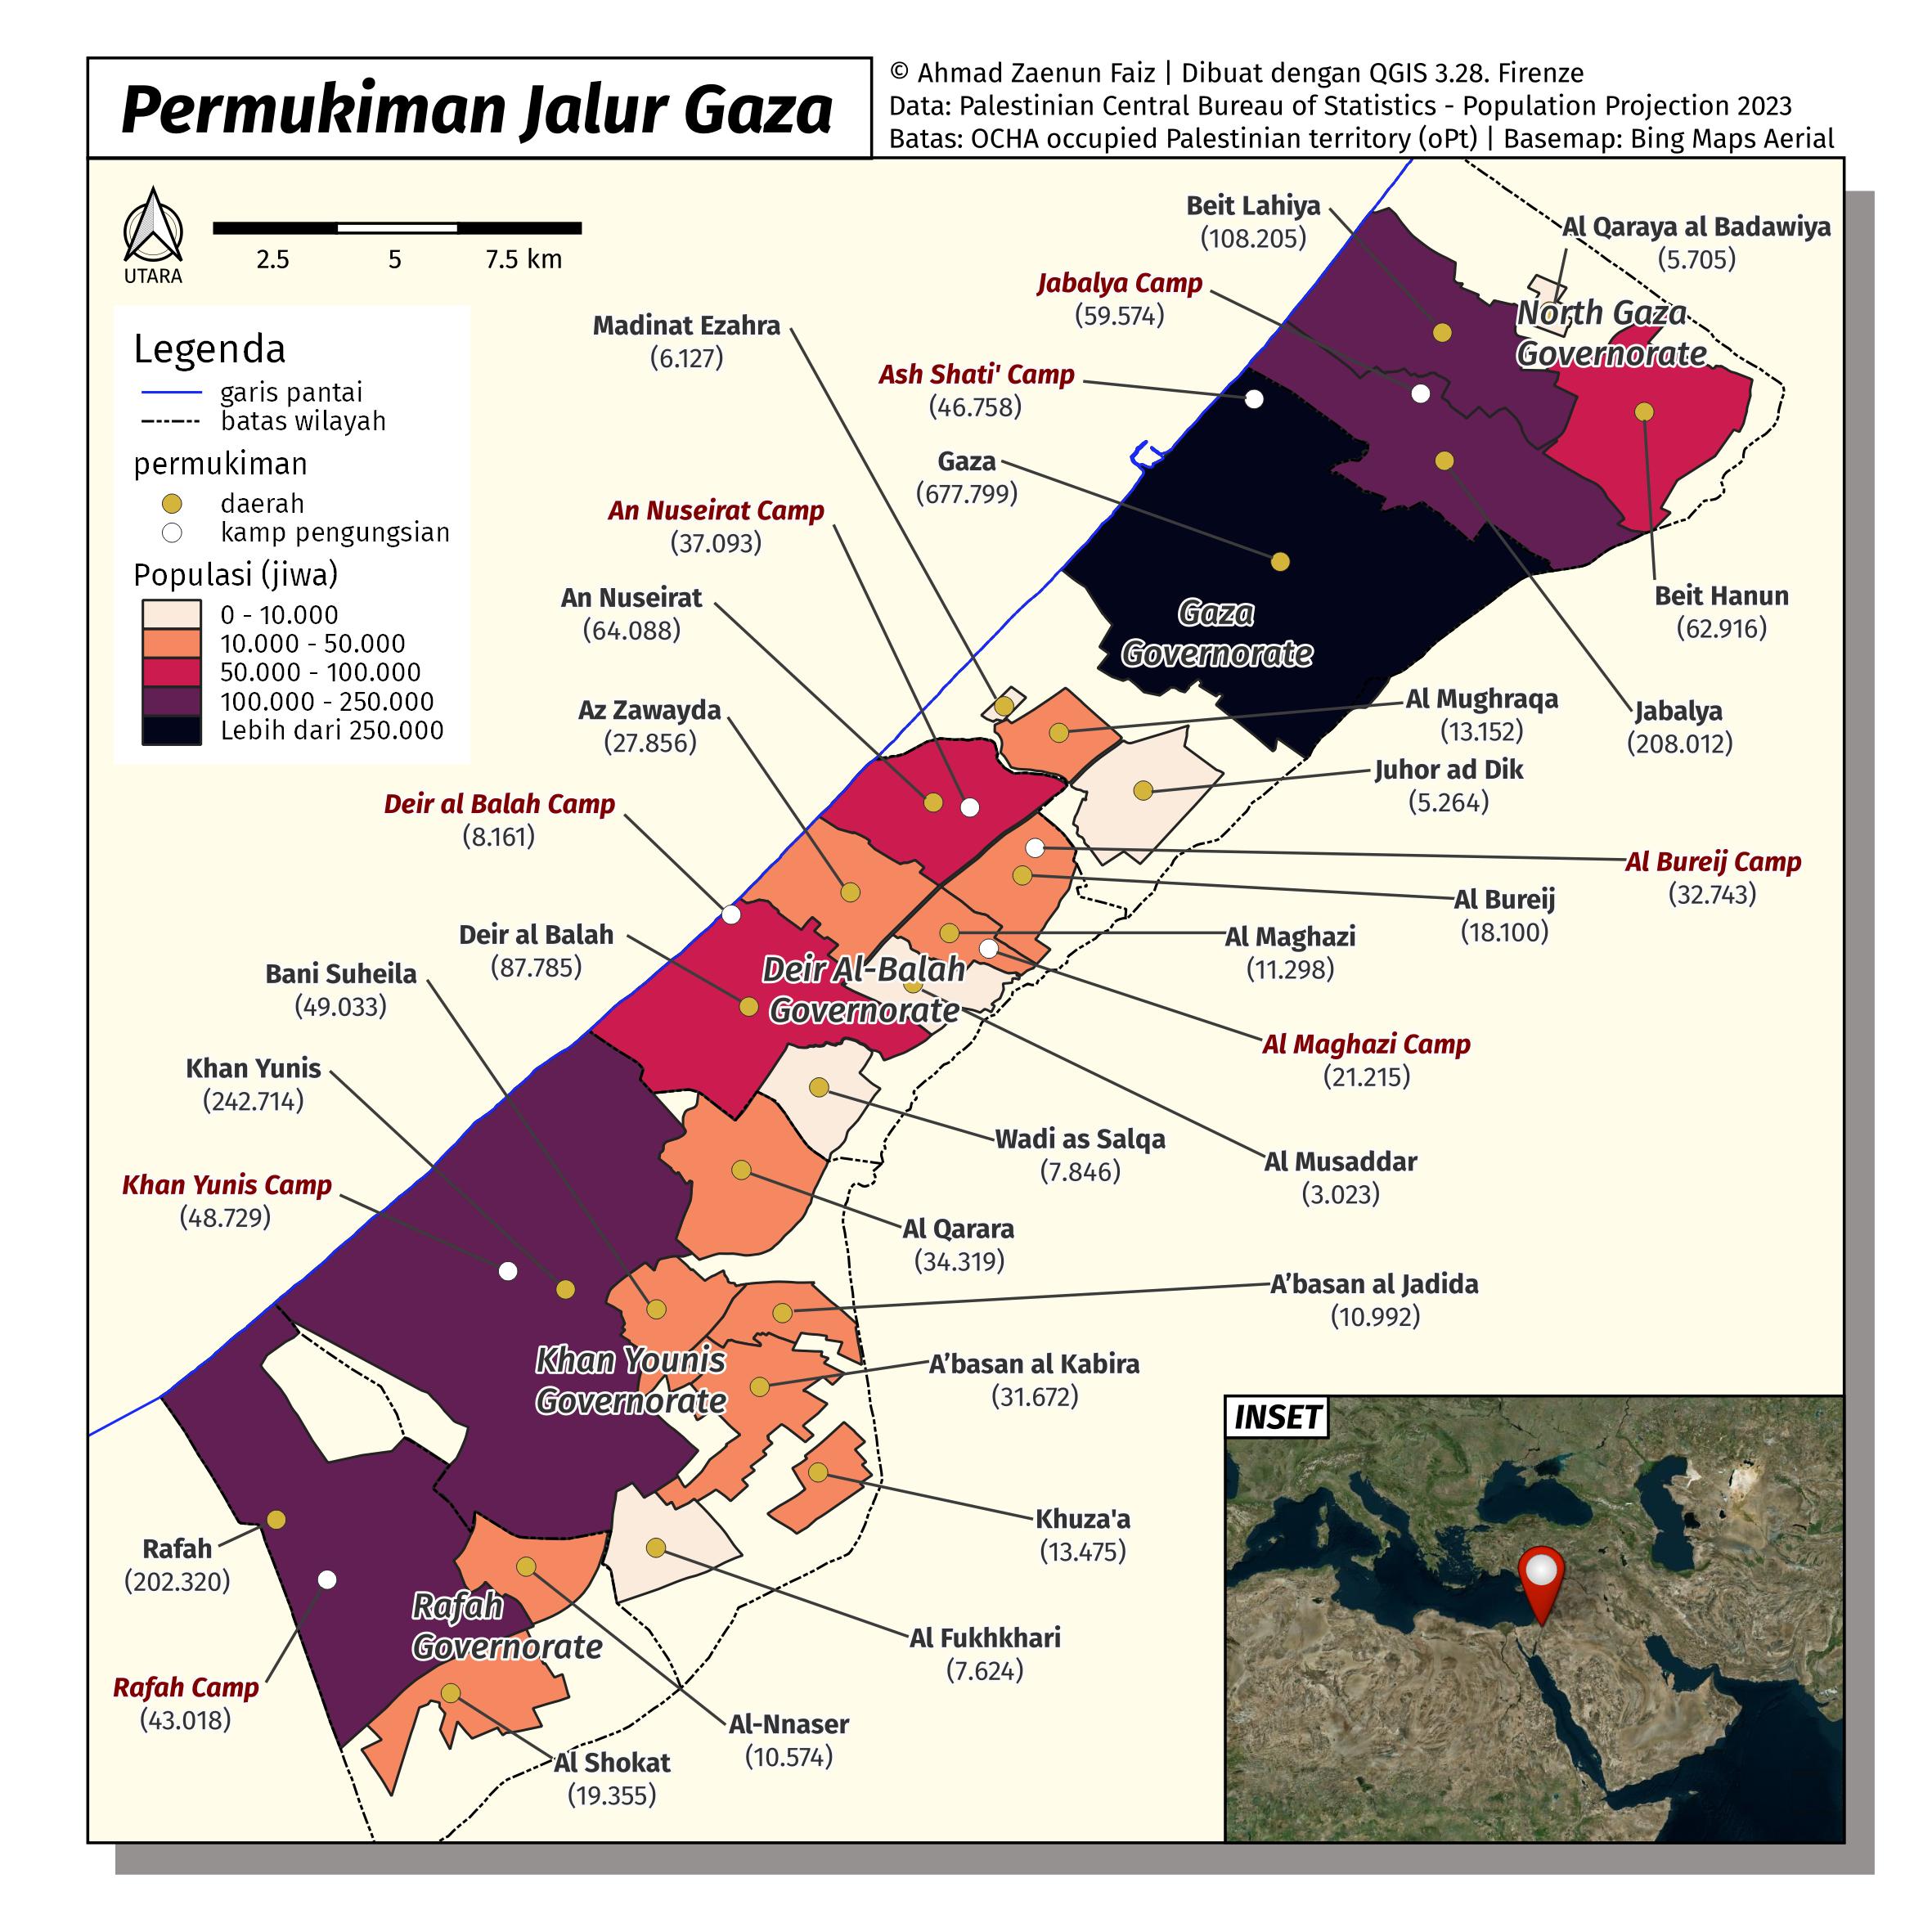 Permukiman Jalur Gaza
© Ahmad Zaenun Faiz | Dibuat dengan QGIS 3.28. Firenze
Data: Palestinian Central Bureau of Statistics - Population Projection 2023
Batas: OCHA occupied Palestinian territory (oPt) | Basemap: Bing Maps Aerial
UTARA
2.5 5 7.5 km
Legenda
garis pantai
batas wilayah
permukiman
daerah
kamp pengungsian
Populasi (jiwa)
0 - 10.000
10.000 - 50.000
50.000 - 100.000
100.000 - 250.000
Lebih dari 250.000
Beit Lahiya
(108.205)
Al Qaraya al Badawiya
(5.705)
Jabalya Camp
(59.574)
North Gaza
Governorate
Madinat Ezahra
(6.127)
Ash Shati' Camp
(46.758)
Gaza
(677.799)
An Nuseirat Camp
(37.093)
An Nuseirat
(64.088)
Gaza
Governorate
Beit Hanun
(62.916)
Az Zawayda
(27.856)
Al Mughraqa
(13.152)
Jabalya
(208.012)
Juhor ad Dik
(5.264)
Deir al Balah Camp
(8.161)
Al Bureij Camp
(32.743)
Al Bureij
(18.100)
Deir al Balah
(87.785)
Al Maghazi
(11.298)
Deir Al-Balah
Governorate
Bani Suheila
(49.033)
Al Maghazi Camp
(21.215)
Khan Yunis
(242.714)
Wadi as Salqa
(7.846)
Al Musaddar
(3.023)
Khan Yunis Camp
(48.729)
Al Qarara
(34.319)
A’basan al Jadida
(10.992)
Khan Younis
Governorate
A’basan al Kabira
(31.672)
INSET
Khuza'a
(13.475)
Rafah
(202.320)
Rafah
Governorate
Al Fukhkhari
(7.624)
Rafah Camp
(43.018)
Al-Nnaser
(10.574)
Al Shokat
(19.355)